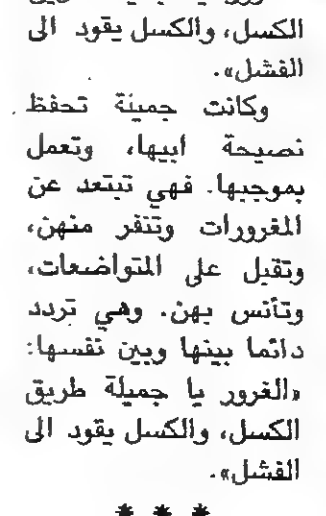 الكسل، والكسل يقود الى
الفشل».
وكانت جميلة تحفظ
نصيحة ابيها، وتعمل
بموجبها. فهي تبتعد عن
المغرورات وتنفر منهن،
وتقبل على المتواضعات،
وتأنس بهن. وهي تردد
دائما بينها وبين نفسها:
«الغرور يا جميلة طريق
الكسل، والكسل يقود الى
الفشل».
* * *